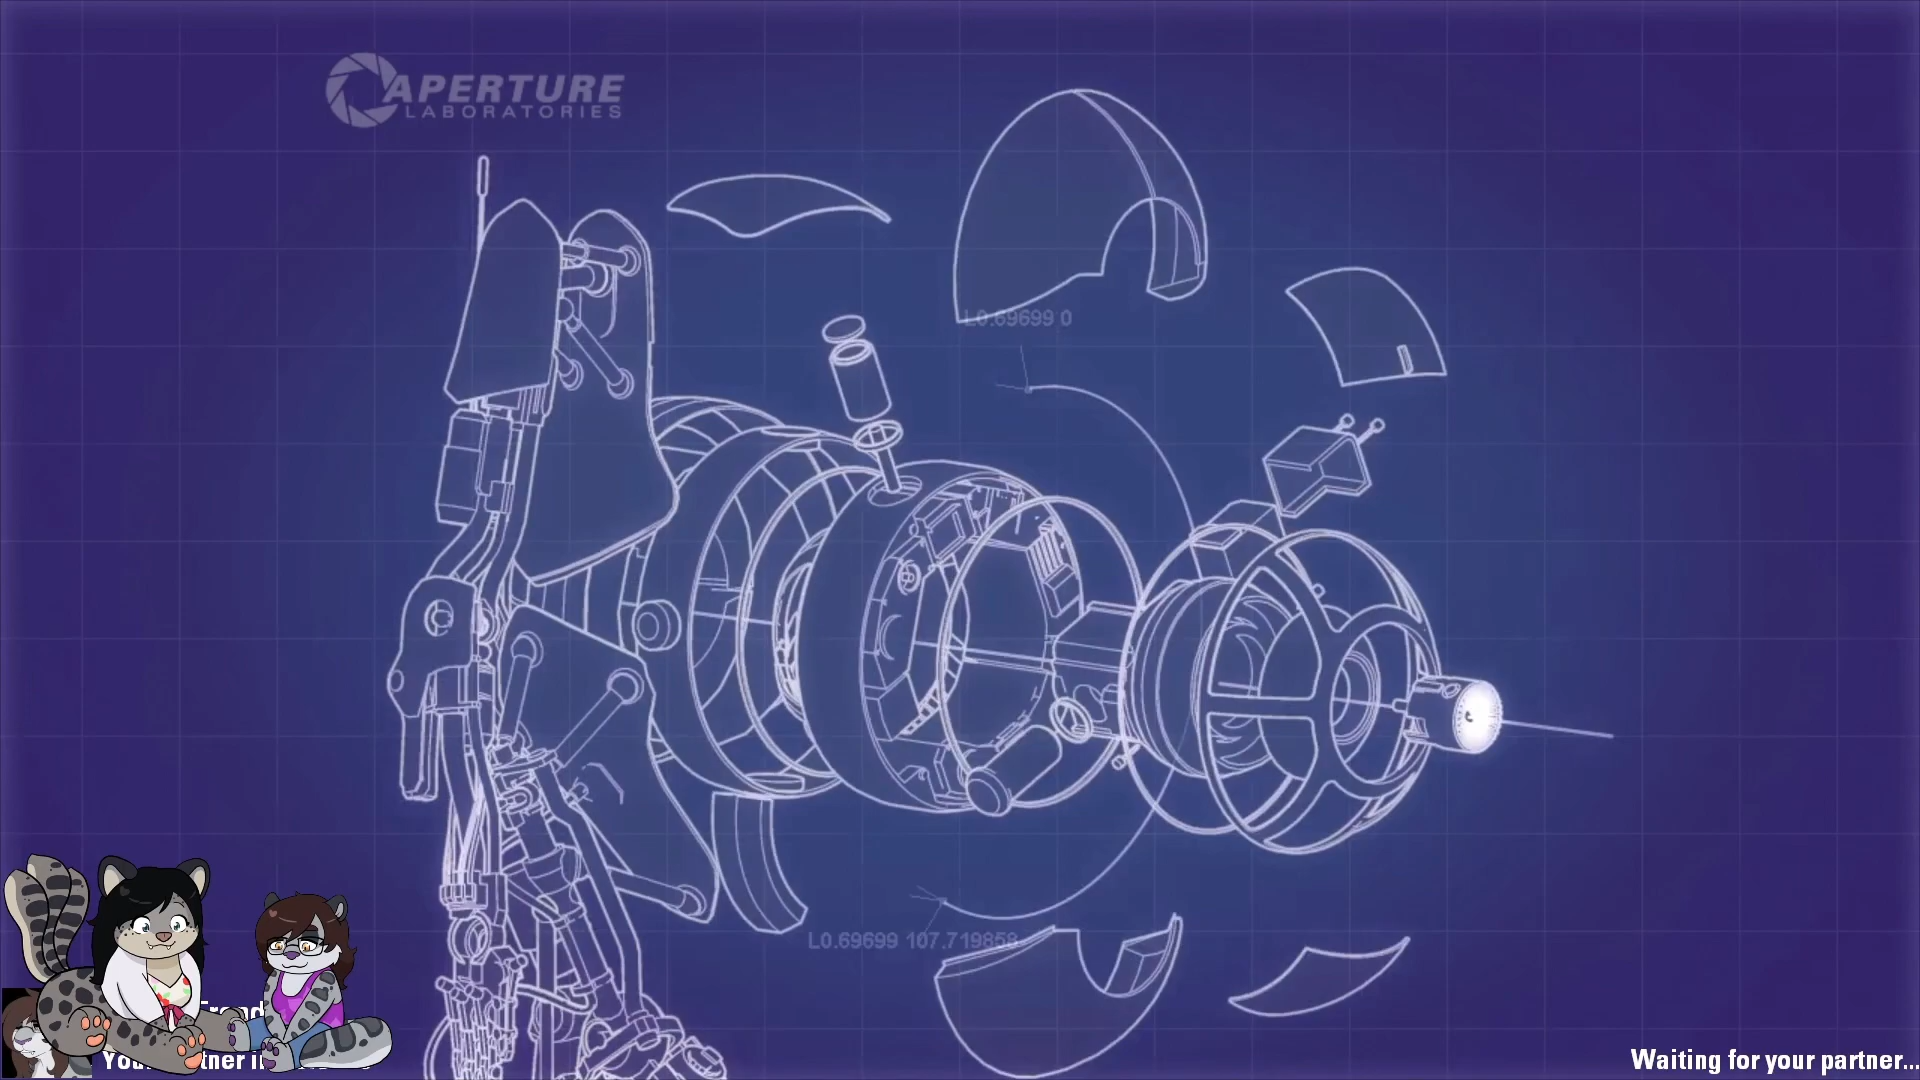 APERTURE
LABORATORIES
L0.69699 0
L0.69699 107.719858
Waiting for your partner...